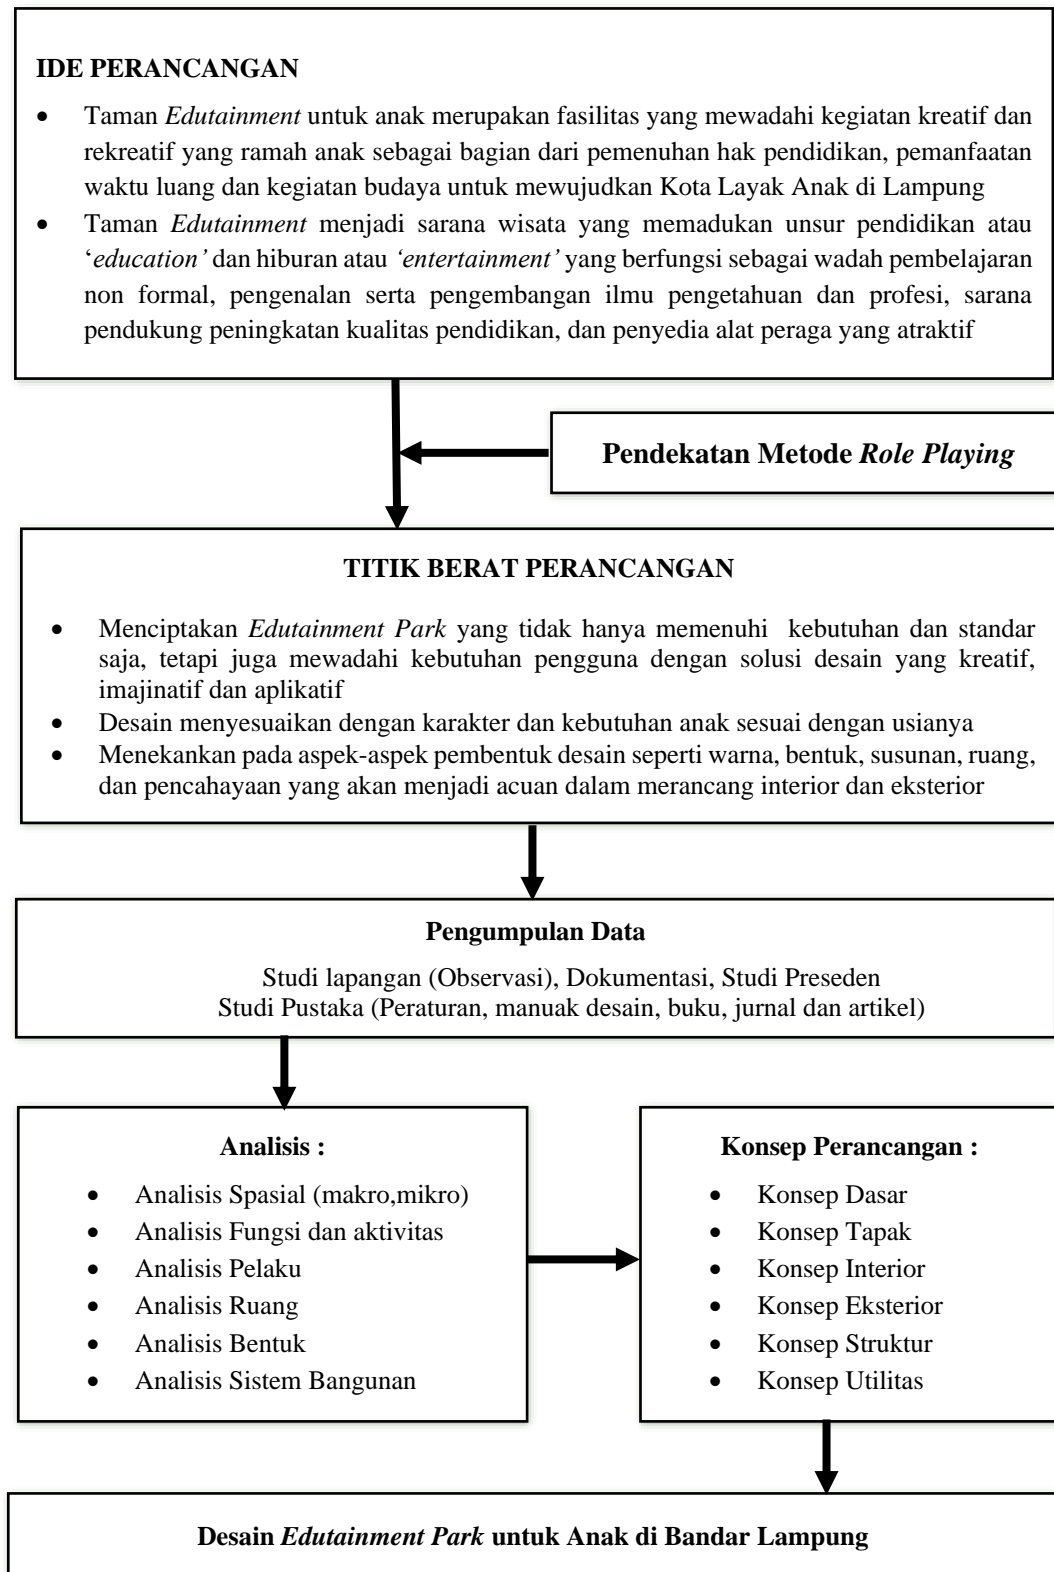 IDE PERANCANGAN
• Taman Edutainment untuk anak merupakan fasilitas yang mewadahi kegiatan kreatif dan
rekreatif yang ramah anak sebagai bagian dari pemenuhan hak pendidikan, pemanfaatan
waktu luang dan kegiatan budaya untuk mewujudkan Kota Layak Anak di Lampung
• Taman Edutainment menjadi sarana wisata yang memadukan unsur pendidikan atau
‘education’ dan hiburan atau ‘entertainment’ yang berfungsi sebagai wadah pembelajaran
non formal, pengenalan serta pengembangan ilmu pengetahuan dan profesi, sarana
pendukung peningkatan kualitas pendidikan, dan penyedia alat peraga yang atraktif
Pendekatan Metode Role Playing
TITIK BERAT PERANCANGAN
• Menciptakan Edutainment Park yang tidak hanya memenuhi kebutuhan dan standar
saja, tetapi juga mewadahi kebutuhan pengguna dengan solusi desain yang kreatif,
imajinatif dan aplikatif
• Desain menyesuaikan dengan karakter dan kebutuhan anak sesuai dengan usianya
• Menekankan pada aspek-aspek pembentuk desain seperti warna, bentuk, susunan, ruang,
dan pencahayaan yang akan menjadi acuan dalam merancang interior dan eksterior
Pengumpulan Data
Studi lapangan (Observasi), Dokumentasi, Studi Preseden
Studi Pustaka (Peraturan, manuak desain, buku, jurnal dan artikel)
Analisis :
• Analisis Spasial (makro,mikro)
• Analisis Fungsi dan aktivitas
• Analisis Pelaku
• Analisis Ruang
• Analisis Bentuk
• Analisis Sistem Bangunan
Konsep Perancangan :
• Konsep Dasar
• Konsep Tapak
• Konsep Interior
• Konsep Eksterior
• Konsep Struktur
• Konsep Utilitas
Desain Edutainment Park untuk Anak di Bandar Lampung